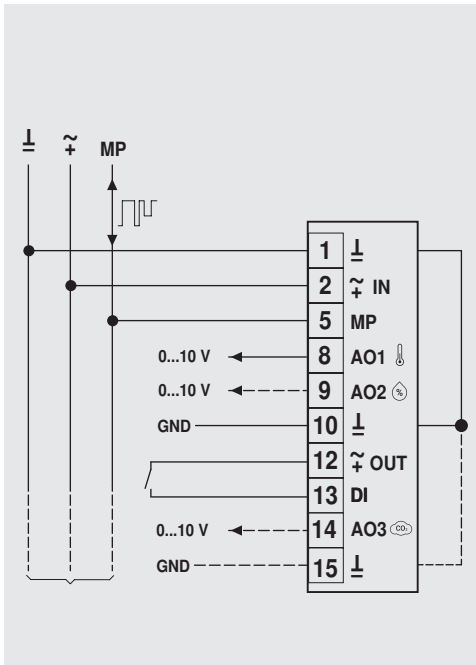 ⊥ ~+ MP
1 ⊥
2 ~+ IN
5 MP
0...10 V 8 AO1
0...10 V 9 AO2 %
GND 10 ⊥
12 ~+ OUT
13 DI
0...10 V 14 AO3 CO₂
GND 15 ⊥